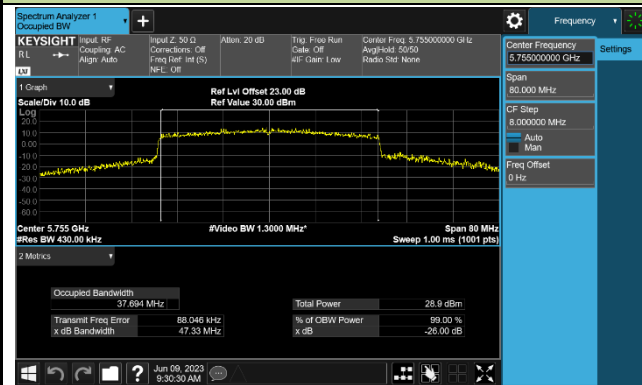 Spectrum Analyzer 1
Occupied BW
Frequency
KEYSIGHT
RL
LXI
Input: RF
Coupling: AC
Align: Auto
Input Z: 50 Ω
Corrections: Off
Freq Ref: Int (S)
NFE: Off
Atten: 20 dB
Trig: Free Run
Gate: Off
#IF Gain: Low
Center Freq: 5.755000000 GHz
Avg|Hold: 50/50
Radio Std: None
Center Frequency
5.755000000 GHz
Settings
Span
80.000 MHz
CF Step
8.000000 MHz
Auto
Man
Freq Offset
0 Hz
1 Graph
Scale/Div 10.0 dB
Ref Lvl Offset 23.00 dB
Ref Value 30.00 dBm
Log
20.0
10.0
0.00
-10.0
-20.0
-30.0
-40.0
-50.0
-60.0
Center 5.755 GHz
#Res BW 430.00 kHz
#Video BW 1.3000 MHz*
Span 80 MHz
Sweep 1.00 ms (1001 pts)
2 Metrics
Occupied Bandwidth
37.694 MHz
Transmit Freq Error 88.046 kHz
x dB Bandwidth 47.33 MHz
Total Power 28.9 dBm
% of OBW Power 99.00 %
x dB -26.00 dB
?
Jun 09, 2023
9:30:30 AM